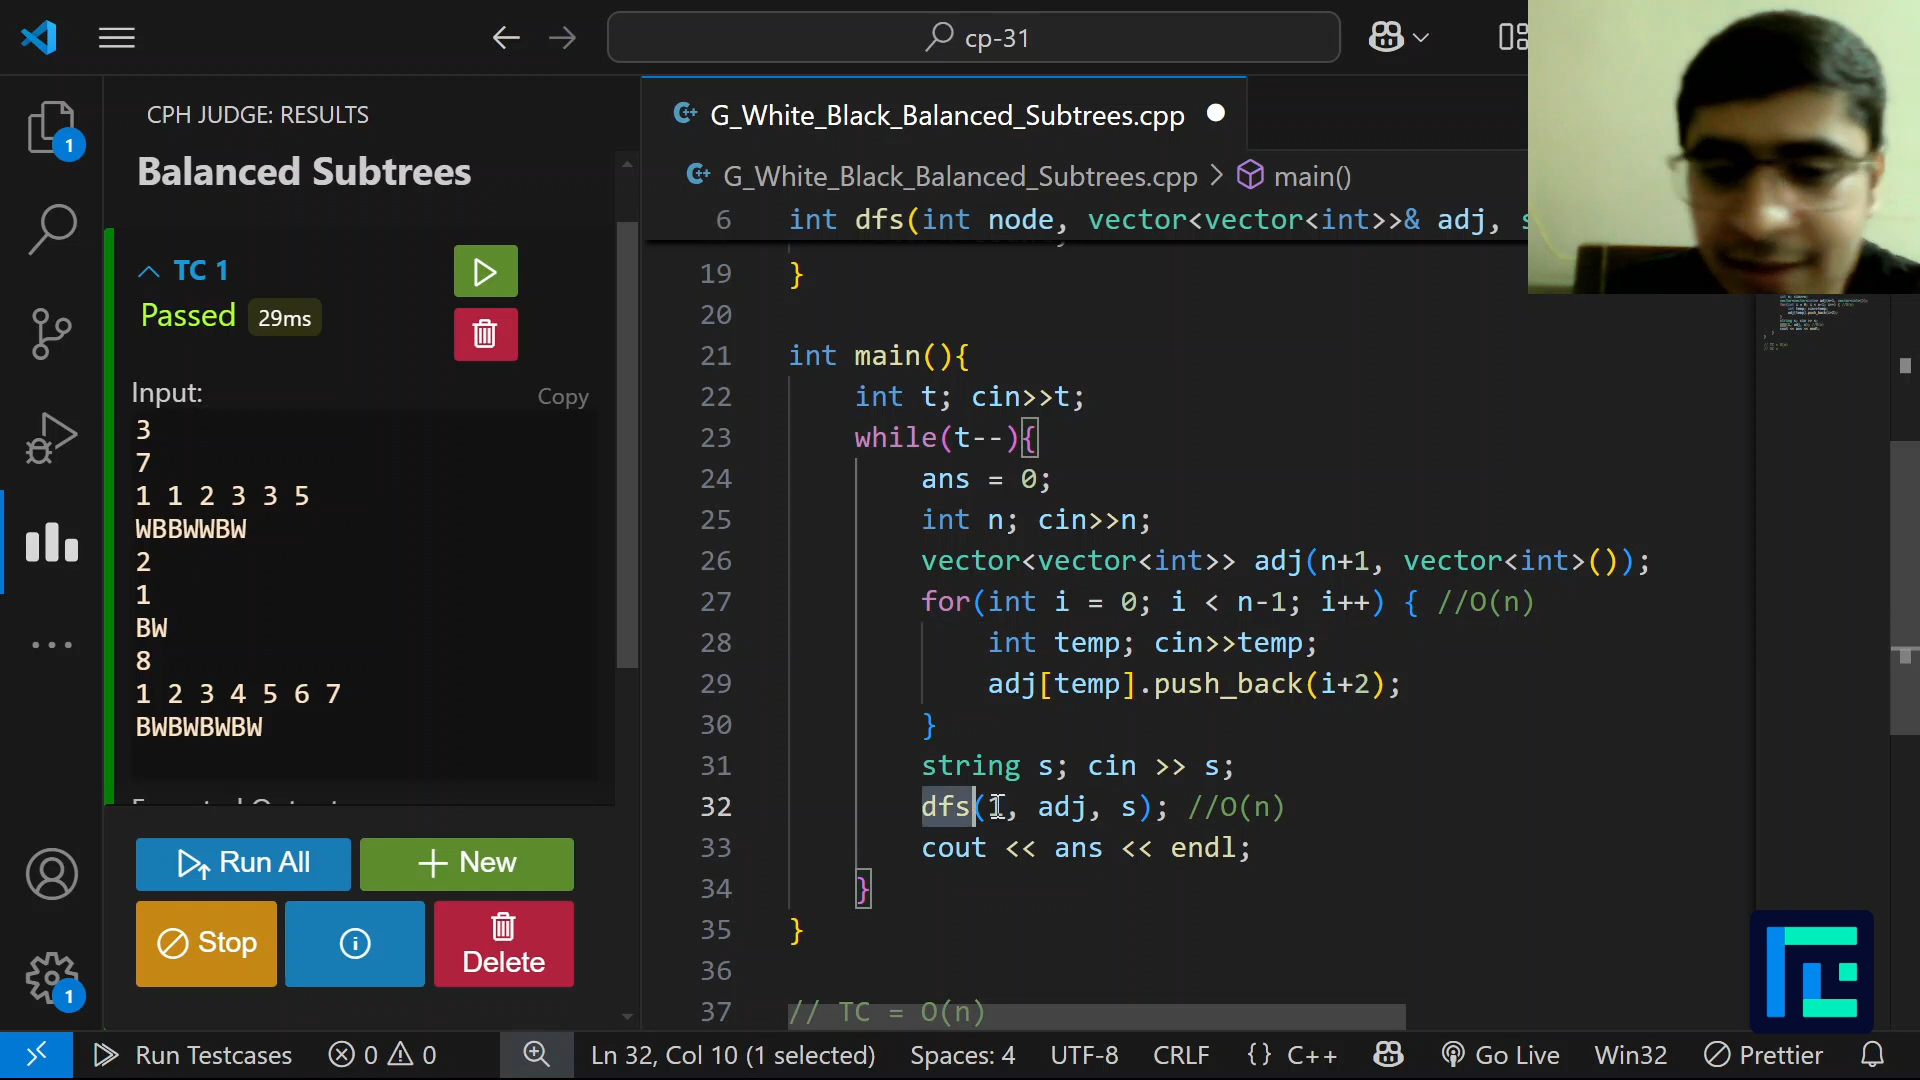 cp-31
CPH JUDGE: RESULTS
Balanced Subtrees
TC 1
Passed 29ms
Input:
Copy
3
7
1 1 2 3 3 5
WBBWWBW
2
1
BW
8
1 2 3 4 5 6 7
BWBWBWBW
Run All
New
Stop
Delete
1
1
G_White_Black_Balanced_Subtrees.cpp
G_White_Black_Balanced_Subtrees.cpp > main()
6 int dfs(int node, vector<vector<int>>& adj, s
19 }
20
21 int main(){
22 int t; cin>>t;
23 while(t--){
24 ans = 0;
25 int n; cin>>n;
26 vector<vector<int>> adj(n+1, vector<int>());
27 for(int i = 0; i < n-1; i++) { //O(n)
28 int temp; cin>>temp;
29 adj[temp].push_back(i+2);
30 }
31 string s; cin >> s;
32 dfs(1, adj, s); //O(n)
33 cout << ans << endl;
34 }
35 }
36
37 // TC = O(n)
Run Testcases 0 0 Ln 32, Col 10 (1 selected) Spaces: 4 UTF-8 CRLF {} C++ Go Live Win32 Prettier